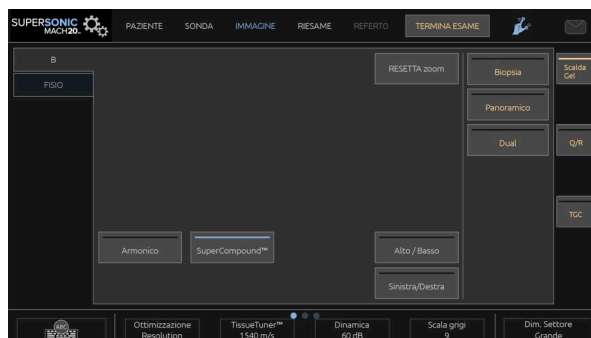 SUPERSONIC
MACH20
PAZIENTE SONDA IMMAGINE RIESAME REFERTO TERMINA ESAME
B
FISIO
RESETTA zoom
Biopsia
Scalda
Gel
Panoramico
Dual
Q/R
TGC
Armonico
SuperCompound™
Alto / Basso
Sinistra/Destra
ABC
Ottimizzazione
Resolution
TissueTuner™
1540 m/s
Dinamica
60 dB
Scala grigi
9
Dim. Settore
Grande